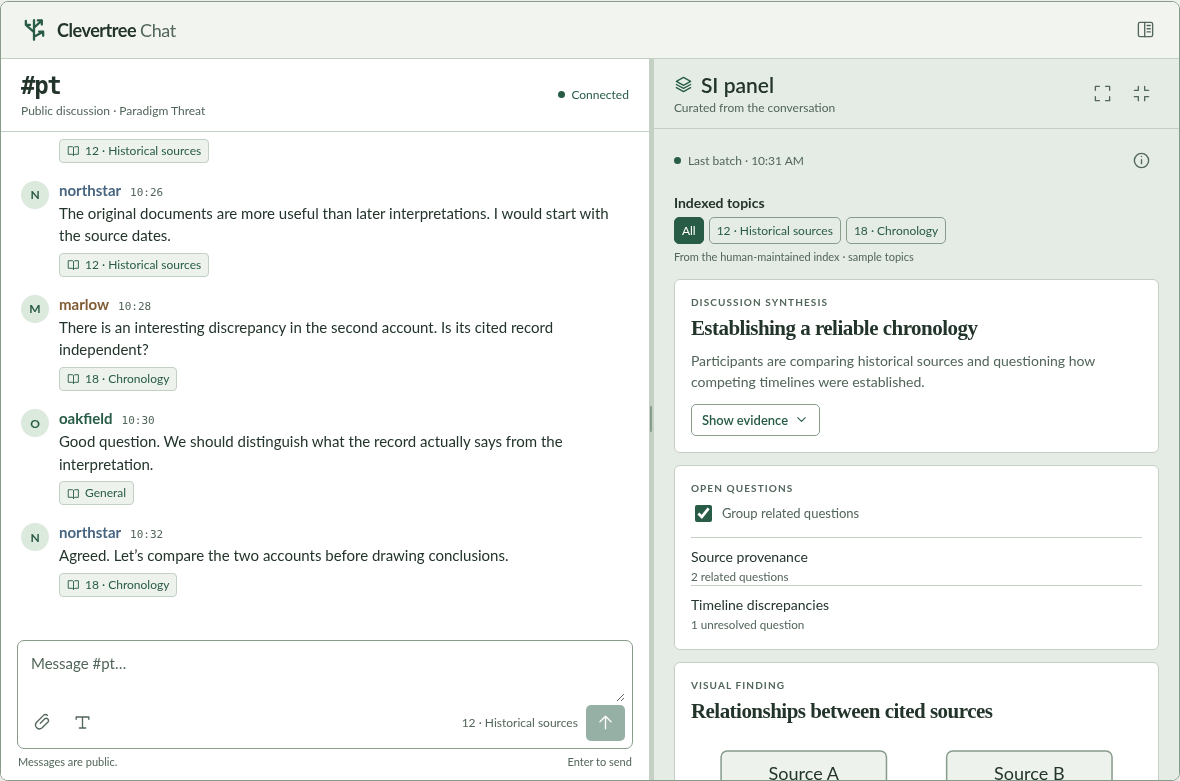 Clevertree Chat
#pt
Public discussion · Paradigm Threat
Connected
12 · Historical sources
N
northstar 10:26
The original documents are more useful than later interpretations. I would start with
the source dates.
12 · Historical sources
M
marlow 10:28
There is an interesting discrepancy in the second account. Is its cited record
independent?
18 · Chronology
O
oakfield 10:30
Good question. We should distinguish what the record actually says from the
interpretation.
General
N
northstar 10:32
Agreed. Let’s compare the two accounts before drawing conclusions.
18 · Chronology
Message #pt…
12 · Historical sources
Messages are public.
Enter to send
SI panel
Curated from the conversation
Last batch · 10:31 AM
Indexed topics
All
12 · Historical sources
18 · Chronology
From the human-maintained index · sample topics
DISCUSSION SYNTHESIS
Establishing a reliable chronology
Participants are comparing historical sources and questioning how
competing timelines were established.
Show evidence
OPEN QUESTIONS
Group related questions
Source provenance
2 related questions
Timeline discrepancies
1 unresolved question
VISUAL FINDING
Relationships between cited sources
Source A
Source B